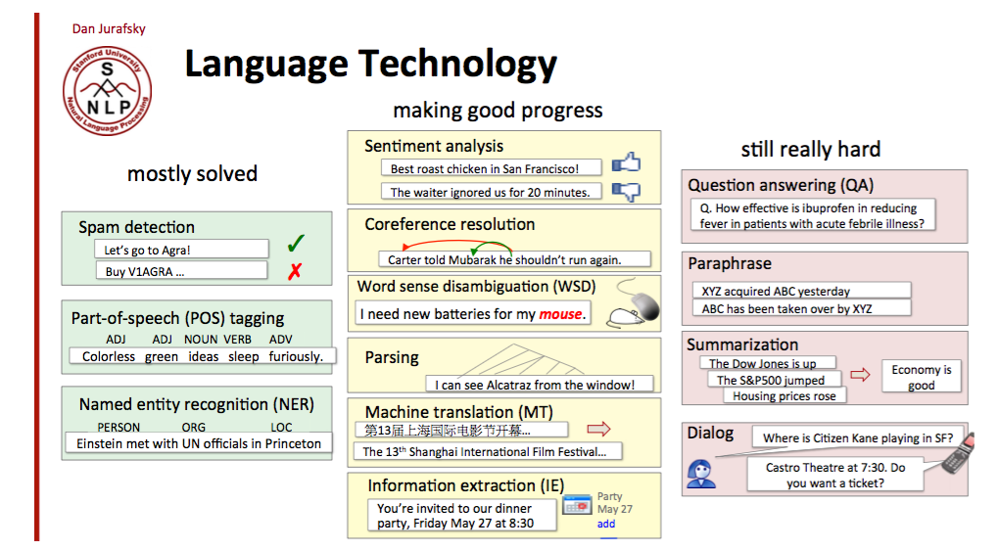 Dan Jurafsky
Stanford University
S
NLP
Natural Language Processing
Language Technology
mostly solved
Spam detection
Let's go to Agra!
✓
Buy V1AGRA …
✗
Part-of-speech (POS) tagging
ADJ ADJ NOUN VERB ADV
Colorless green ideas sleep furiously.
Named entity recognition (NER)
PERSON ORG LOC
Einstein met with UN officials in Princeton
making good progress
Sentiment analysis
Best roast chicken in San Francisco!
The waiter ignored us for 20 minutes.
Coreference resolution
Carter told Mubarak he shouldn't run again.
Word sense disambiguation (WSD)
I need new batteries for my mouse.
Parsing
I can see Alcatraz from the window!
Machine translation (MT)
第13届上海国际电影节开幕…
The 13th Shanghai International Film Festival…
Information extraction (IE)
You're invited to our dinner
party, Friday May 27 at 8:30
Party
May 27
add
still really hard
Question answering (QA)
Q. How effective is ibuprofen in reducing
fever in patients with acute febrile illness?
Paraphrase
XYZ acquired ABC yesterday
ABC has been taken over by XYZ
Summarization
The Dow Jones is up
The S&P500 jumped
Housing prices rose
Economy is
good
Dialog
Where is Citizen Kane playing in SF?
Castro Theatre at 7:30. Do
you want a ticket?